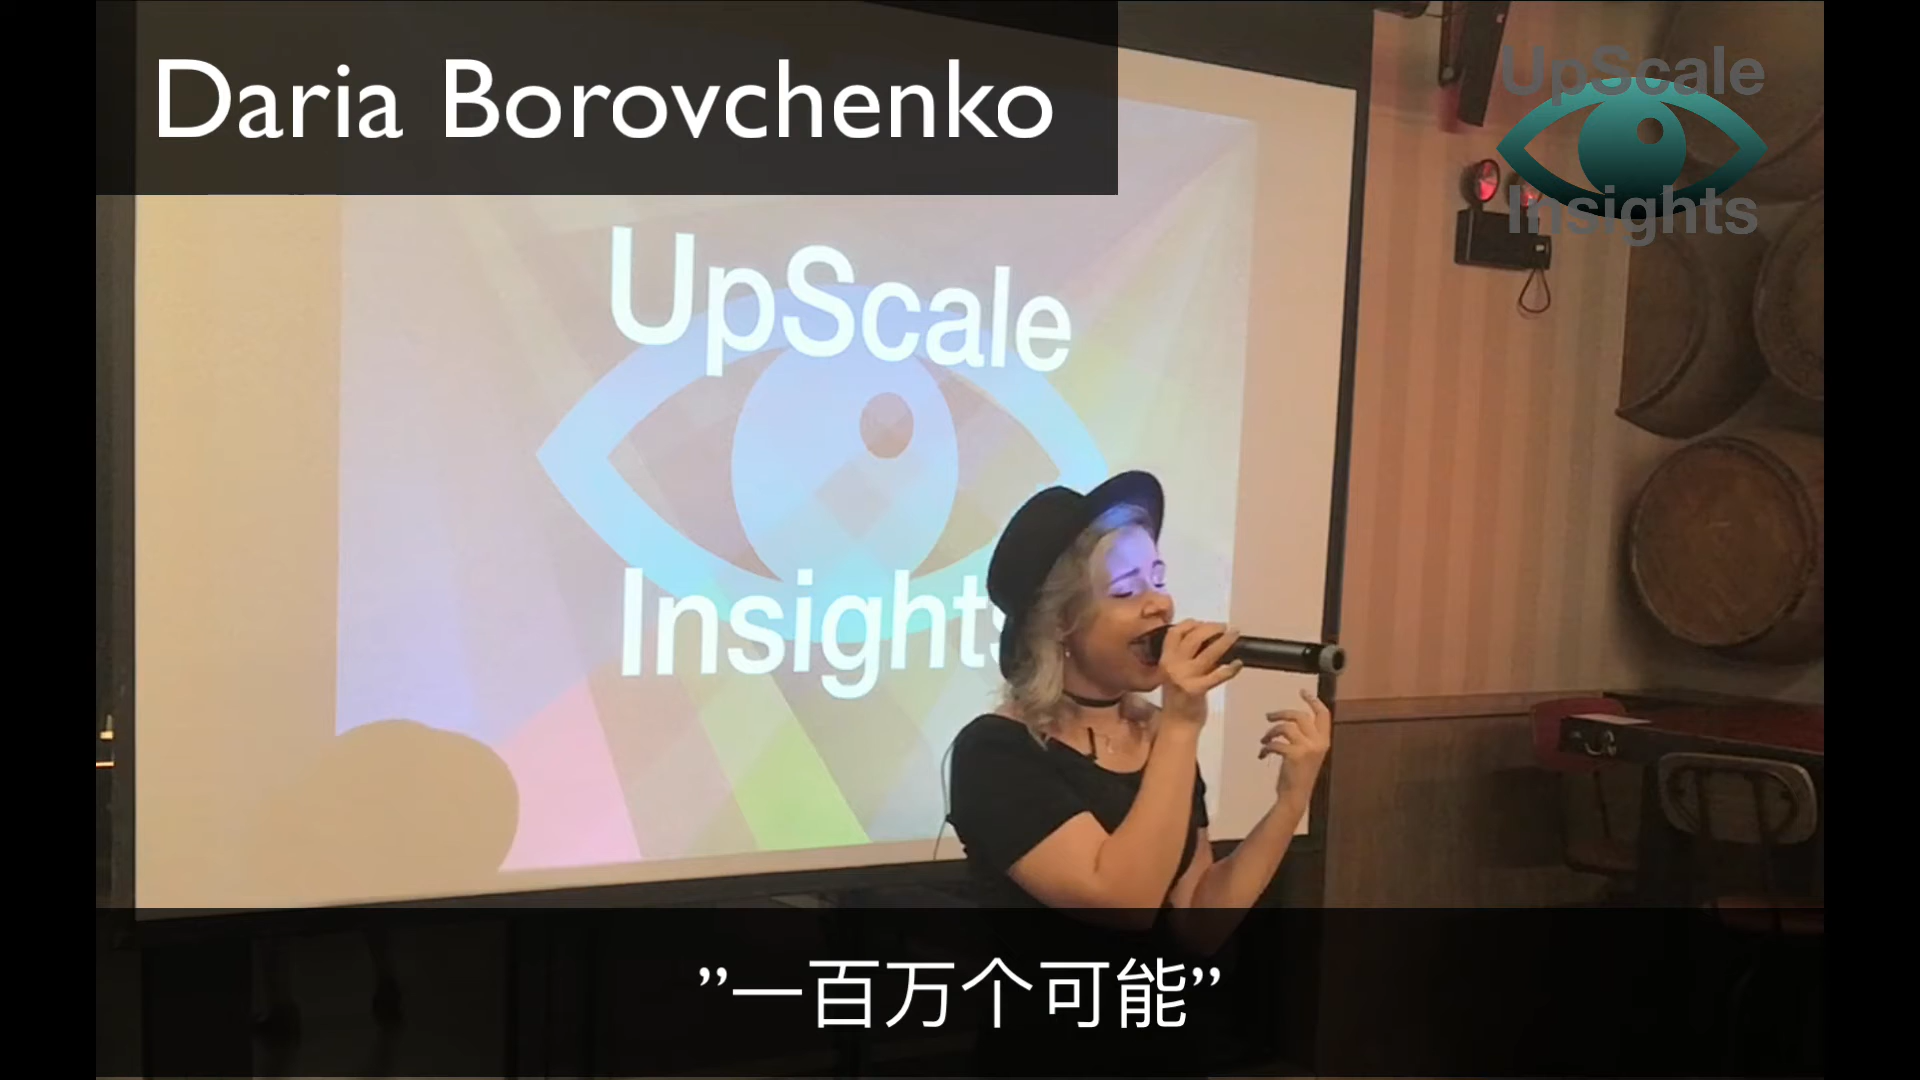 Daria Borovchenko
UpScale
Insights
UpScale
Insights
”一百万个可能”